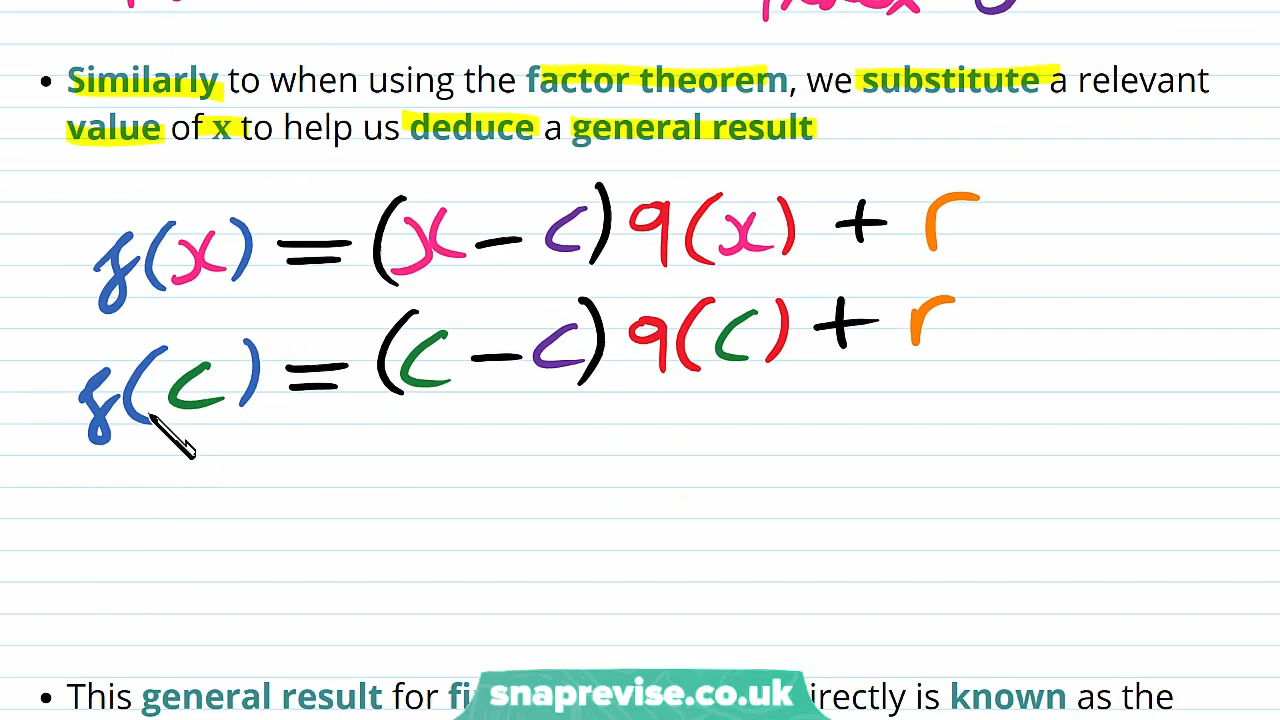 • Similarly to when using the factor theorem, we substitute a relevant
value of x to help us deduce a general result
f(x) = (x - c) q(x) + r
f(c) = (c - c) q(c) + r
• This general result for fi irectly is known as the
snaprevise.co.uk